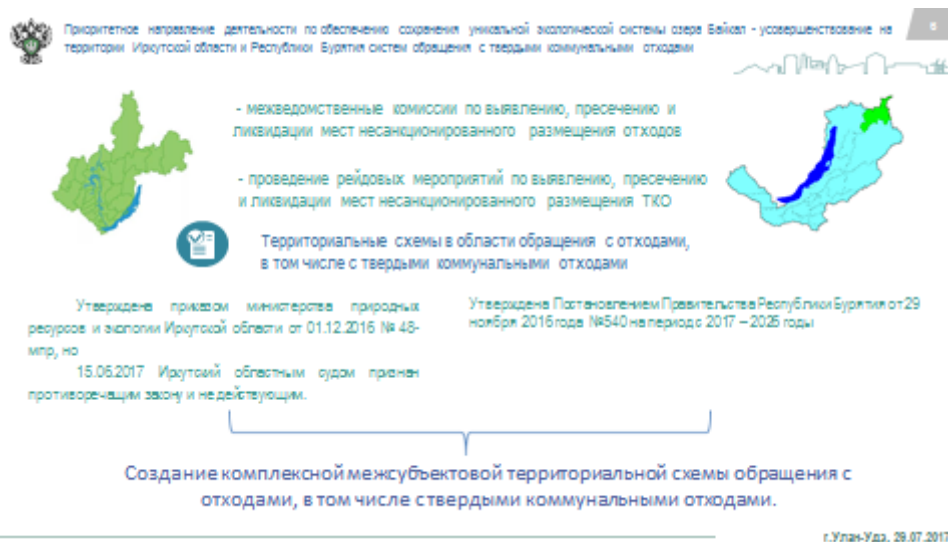 Приоритетное направление деятельности по обеспечению сохранения уникальной экологической системы озера Байкал - усовершенствование на
территории Иркутской области и Республики Бурятия систем обращения с твердыми коммунальными отходами
- межведомственные комиссии по выявлению, пресечению и
ликвидации мест несанкционированного размещения отходов
- проведение рейдовых мероприятий по выявлению, пресечению
и ликвидации мест несанкционированного размещения ТКО
Территориальные схемы в области обращения с отходами,
в том числе с твердыми коммунальными отходами
Утверждена приказом министерства природных
ресурсов и экологии Иркутской области от 01.12.2016 № 48-
мпр, но
15.06.2017 Иркутский областным судом признан
противоречащим закону и не действующим.
Утверждена Постановлением Правительства Республики Бурятия от 29
ноября 2016 года №540 на период с 2017 – 2026 годы
Создание комплексной межсубъектовой территориальной схемы обращения с
отходами, в том числе с твердыми коммунальными отходами.
г.Улан-Удэ, 29.07.2017